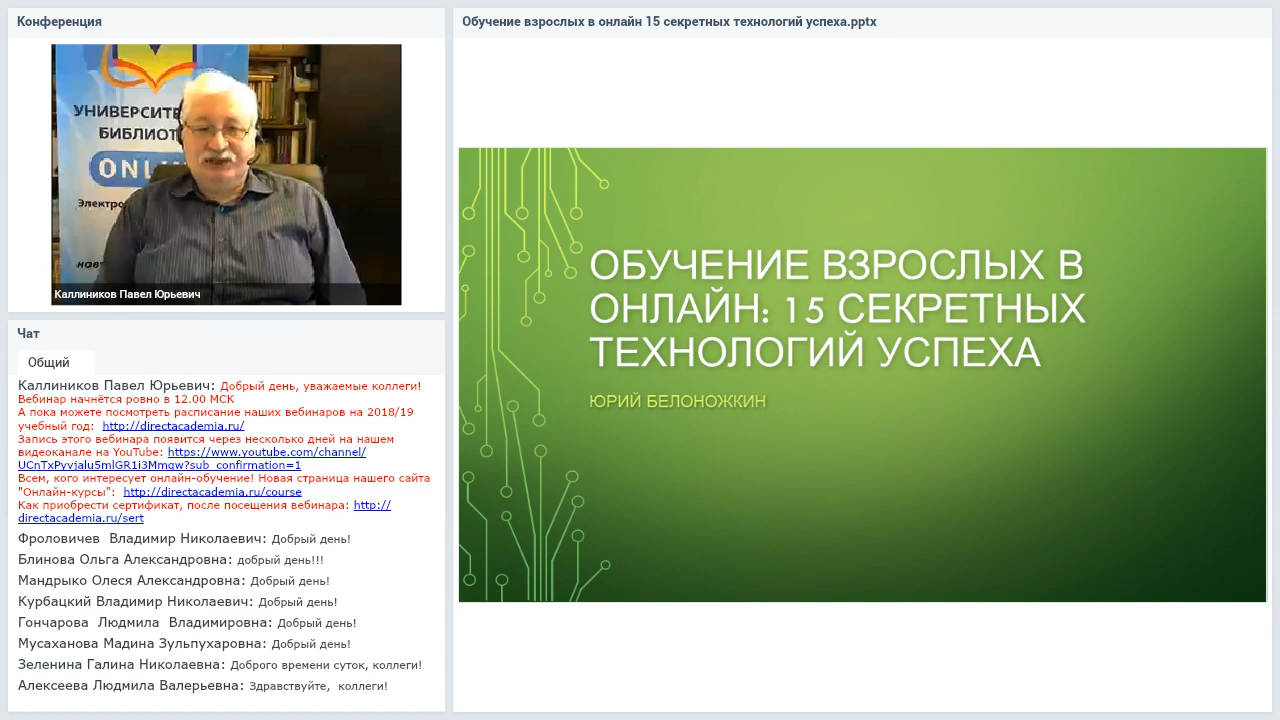 Конференция
УНИВЕРСИТЕ
БИБЛИОТ
ONLI
Электро
нов
Каллиников Павел Юрьевич
Чат
Общий
Каллиников Павел Юрьевич: Добрый день, уважаемые коллеги!
Вебинар начнётся ровно в 12.00 МСК
А пока можете посмотреть расписание наших вебинаров на 2018/19
учебный год: http://directacademia.ru/
Запись этого вебинара появится через несколько дней на нашем
видеоканале на YouTube: https://www.youtube.com/channel/
UCnTxPyvjalu5mlGR1i3Mmqw?sub_confirmation=1
Всем, кого интересует онлайн-обучение! Новая страница нашего сайта
"Онлайн-курсы": http://directacademia.ru/course
Как приобрести сертификат, после посещения вебинара: http://
directacademia.ru/sert
Фроловичев Владимир Николаевич: Добрый день!
Блинова Ольга Александровна: добрый день!!!
Мандрыко Олеся Александровна: Добрый день!
Курбацкий Владимир Николаевич: Добрый день!
Гончарова Людмила Владимировна: Добрый день!
Мусаханова Мадина Зульпухаровна: Добрый день!
Зеленина Галина Николаевна: Доброго времени суток, коллеги!
Алексеева Людмила Валерьевна: Здравствуйте, коллеги!
Обучение взрослых в онлайн 15 секретных технологий успеха.pptx
ОБУЧЕНИЕ ВЗРОСЛЫХ В
ОНЛАЙН: 15 СЕКРЕТНЫХ
ТЕХНОЛОГИЙ УСПЕХА
ЮРИЙ БЕЛОНОЖКИН